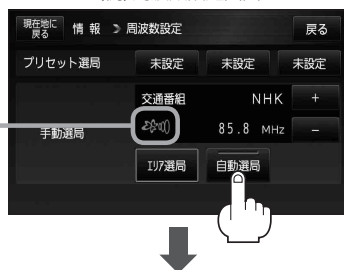 現在地に戻る 情報 周波数設定 戻る
プリセット選局 未設定 未設定 未設定
交通番組 NHK +
手動選局 85.8 MHz −
エリア選局 自動選局